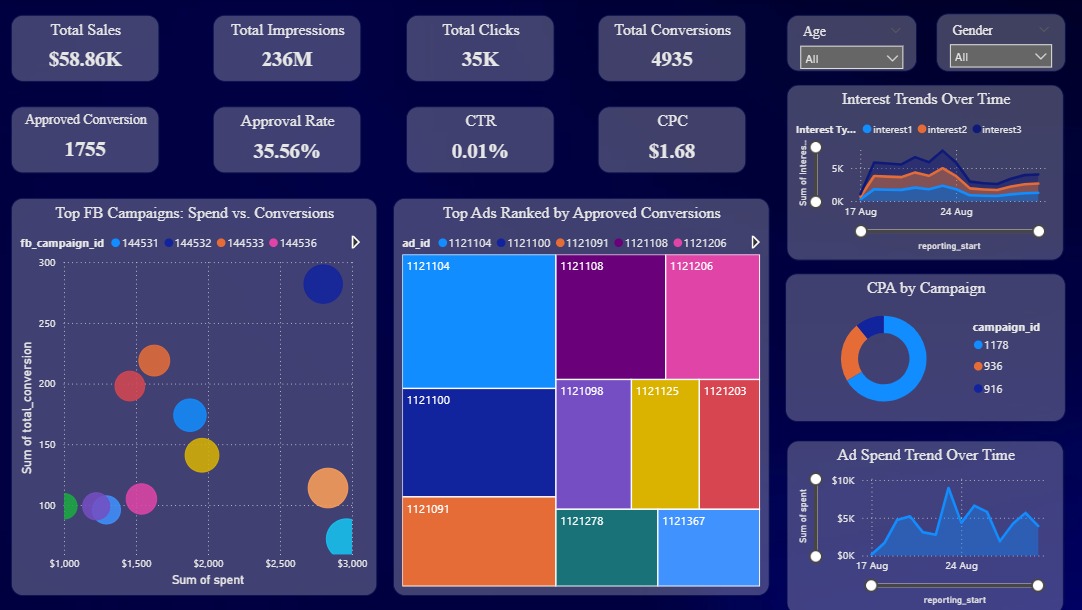 Total Sales
$58.86K
Total Impressions
236M
Total Clicks
35K
Total Conversions
4935
Age
All
Gender
All
Approved Conversion
1755
Approval Rate
35.56%
CTR
0.01%
CPC
$1.68
Interest Trends Over Time
Interest Ty... interest1 interest2 interest3
Sum of Interes...
5K
0K
17 Aug 24 Aug
reporting_start
Top FB Campaigns: Spend vs. Conversions
fb_campaign_id 144531 144532 144533 144536
Sum of total_conversion
300
250
200
150
100
$1,000 $1,500 $2,000 $2,500 $3,000
Sum of spent
Top Ads Ranked by Approved Conversions
ad_id 1121104 1121100 1121091 1121108 1121206
1121104
1121108
1121206
1121100
1121098
1121125
1121203
1121091
1121278
1121367
CPA by Campaign
campaign_id
1178
936
916
Ad Spend Trend Over Time
Sum of spent
$10K
$5K
$0K
17 Aug 24 Aug
reporting_start